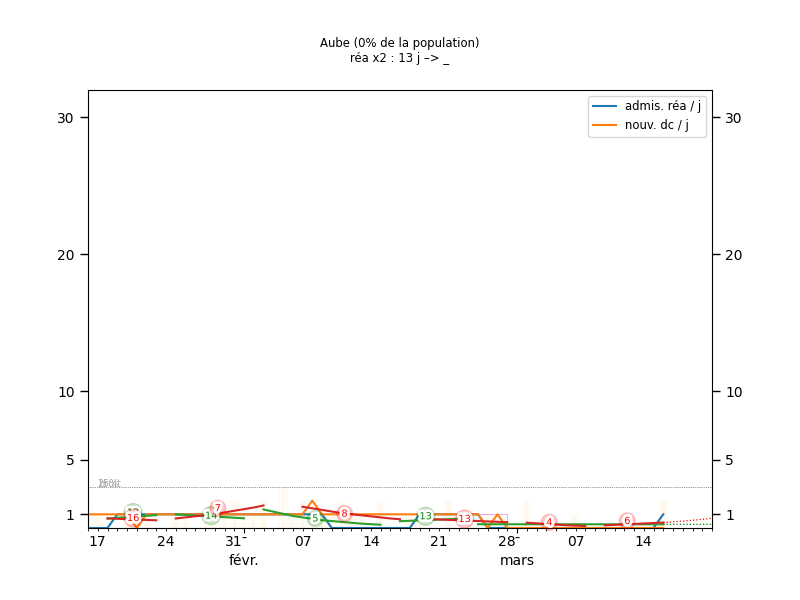 Aube (0% de la population)
réa x2 : 13 j –> _
admis. réa / j
nouv. dc / j
30 30
20 20
10 10
5 5
1 1
16 7 14 5 8 13 13 4 6
17 24 31 07 14 21 28 07 14
févr. mars